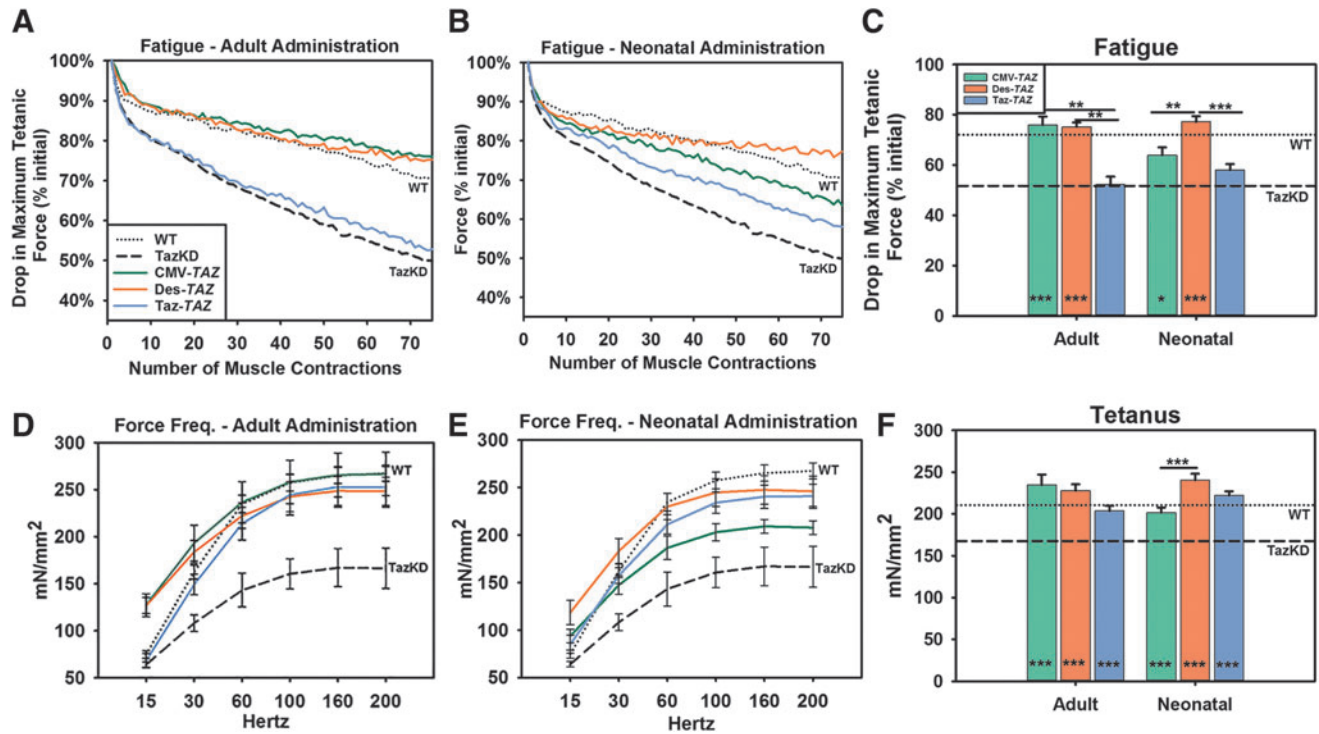 A
Fatigue - Adult Administration
Drop in Maximum Tetanic
Force (% initial)
100%
90%
80%
70%
60%
50%
40%
WT
TazKD
WT
TazKD
CMV-TAZ
Des-TAZ
Taz-TAZ
0 10 20 30 40 50 60 70
Number of Muscle Contractions
B
Fatigue - Neonatal Administration
Force (% initial)
100%
90%
80%
70%
60%
50%
40%
WT
TazKD
0 10 20 30 40 50 60 70
Number of Muscle Contractions
C
Fatigue
Drop in Maximum Tetanic
Force (% initial)
100
80
60
40
20
0
CMV-TAZ
Des-TAZ
Taz-TAZ
**
**
** ***
WT
TazKD
*** *** * ***
Adult Neonatal
D
Force Freq. - Adult Administration
mN/mm²
300
250
200
150
100
50
WT
TazKD
15 30 60 100 160 200
Hertz
E
Force Freq. - Neonatal Administration
mN/mm²
300
250
200
150
100
50
WT
TazKD
15 30 60 100 160 200
Hertz
F
Tetanus
mN/mm²
300
250
200
150
100
50
0
***
WT
TazKD
*** *** *** *** *** ***
Adult Neonatal